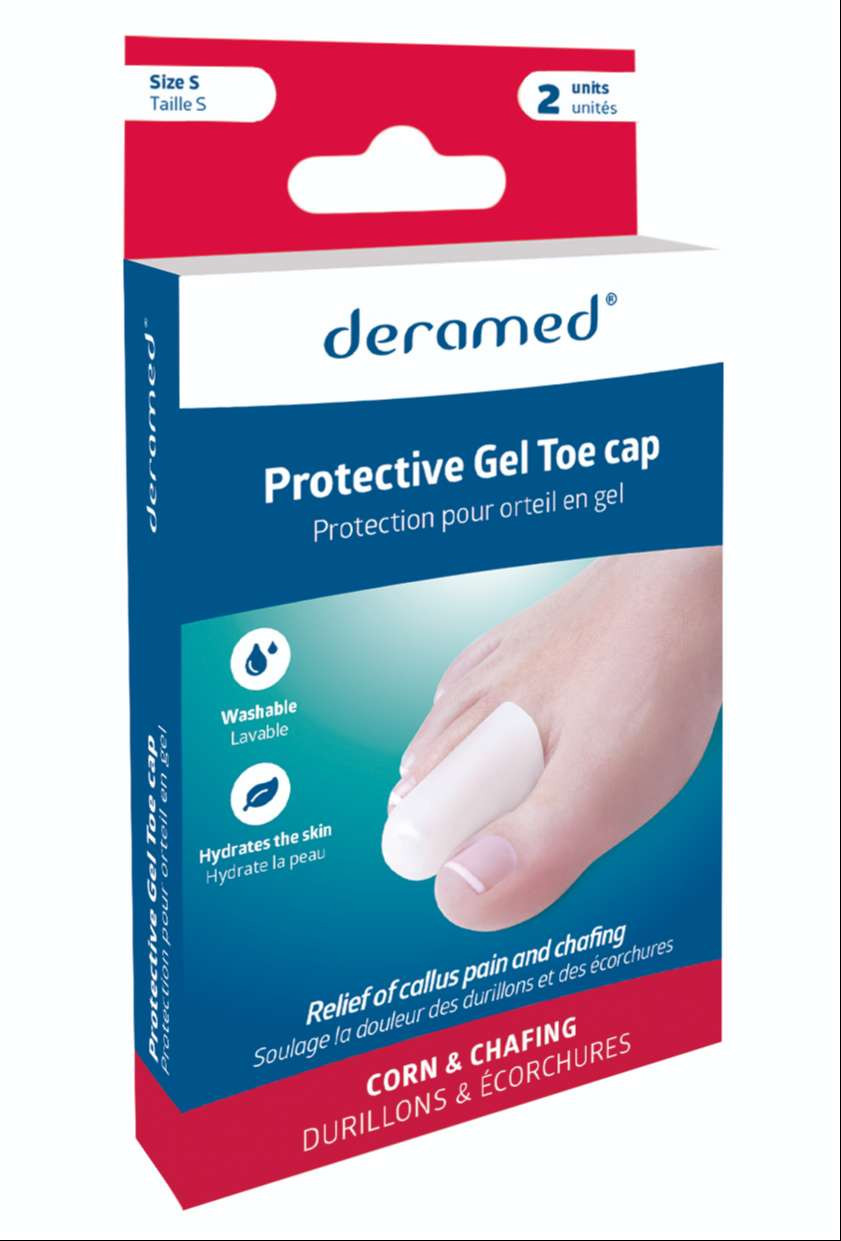 Size S
Taille S
2 units
unités
deramed®
Protective Gel Toe cap
Protection pour orteil en gel
Washable
Lavable
Hydrates the skin
Hydrate la peau
Relief of callus pain and chafing
Soulage la douleur des durillons et des écorchures
CORN & CHAFING
DURILLONS & ÉCORCHURES
deramed®
Protective Gel Toe cap
Protection pour orteil en gel